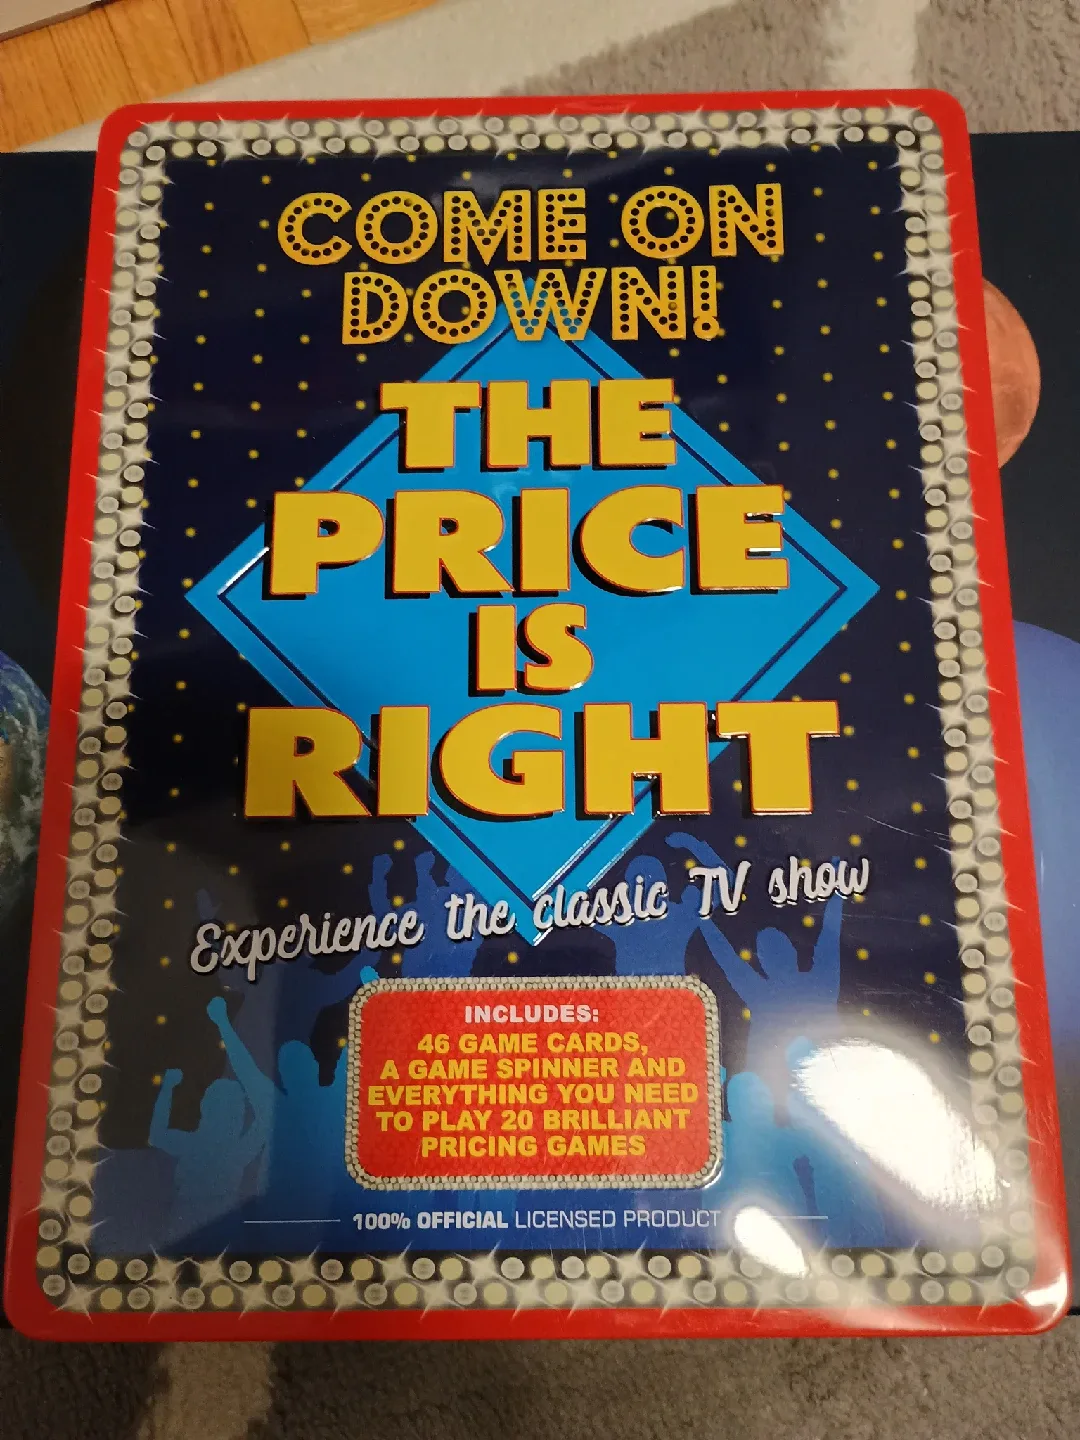 COME ON
DOWN!
THE
PRICE
IS
RIGHT
Experience the classic TV show
INCLUDES:
46 GAME CARDS,
A GAME SPINNER AND
EVERYTHING YOU NEED
TO PLAY 20 BRILLIANT
PRICING GAMES
100% OFFICIAL LICENSED PRODUCT